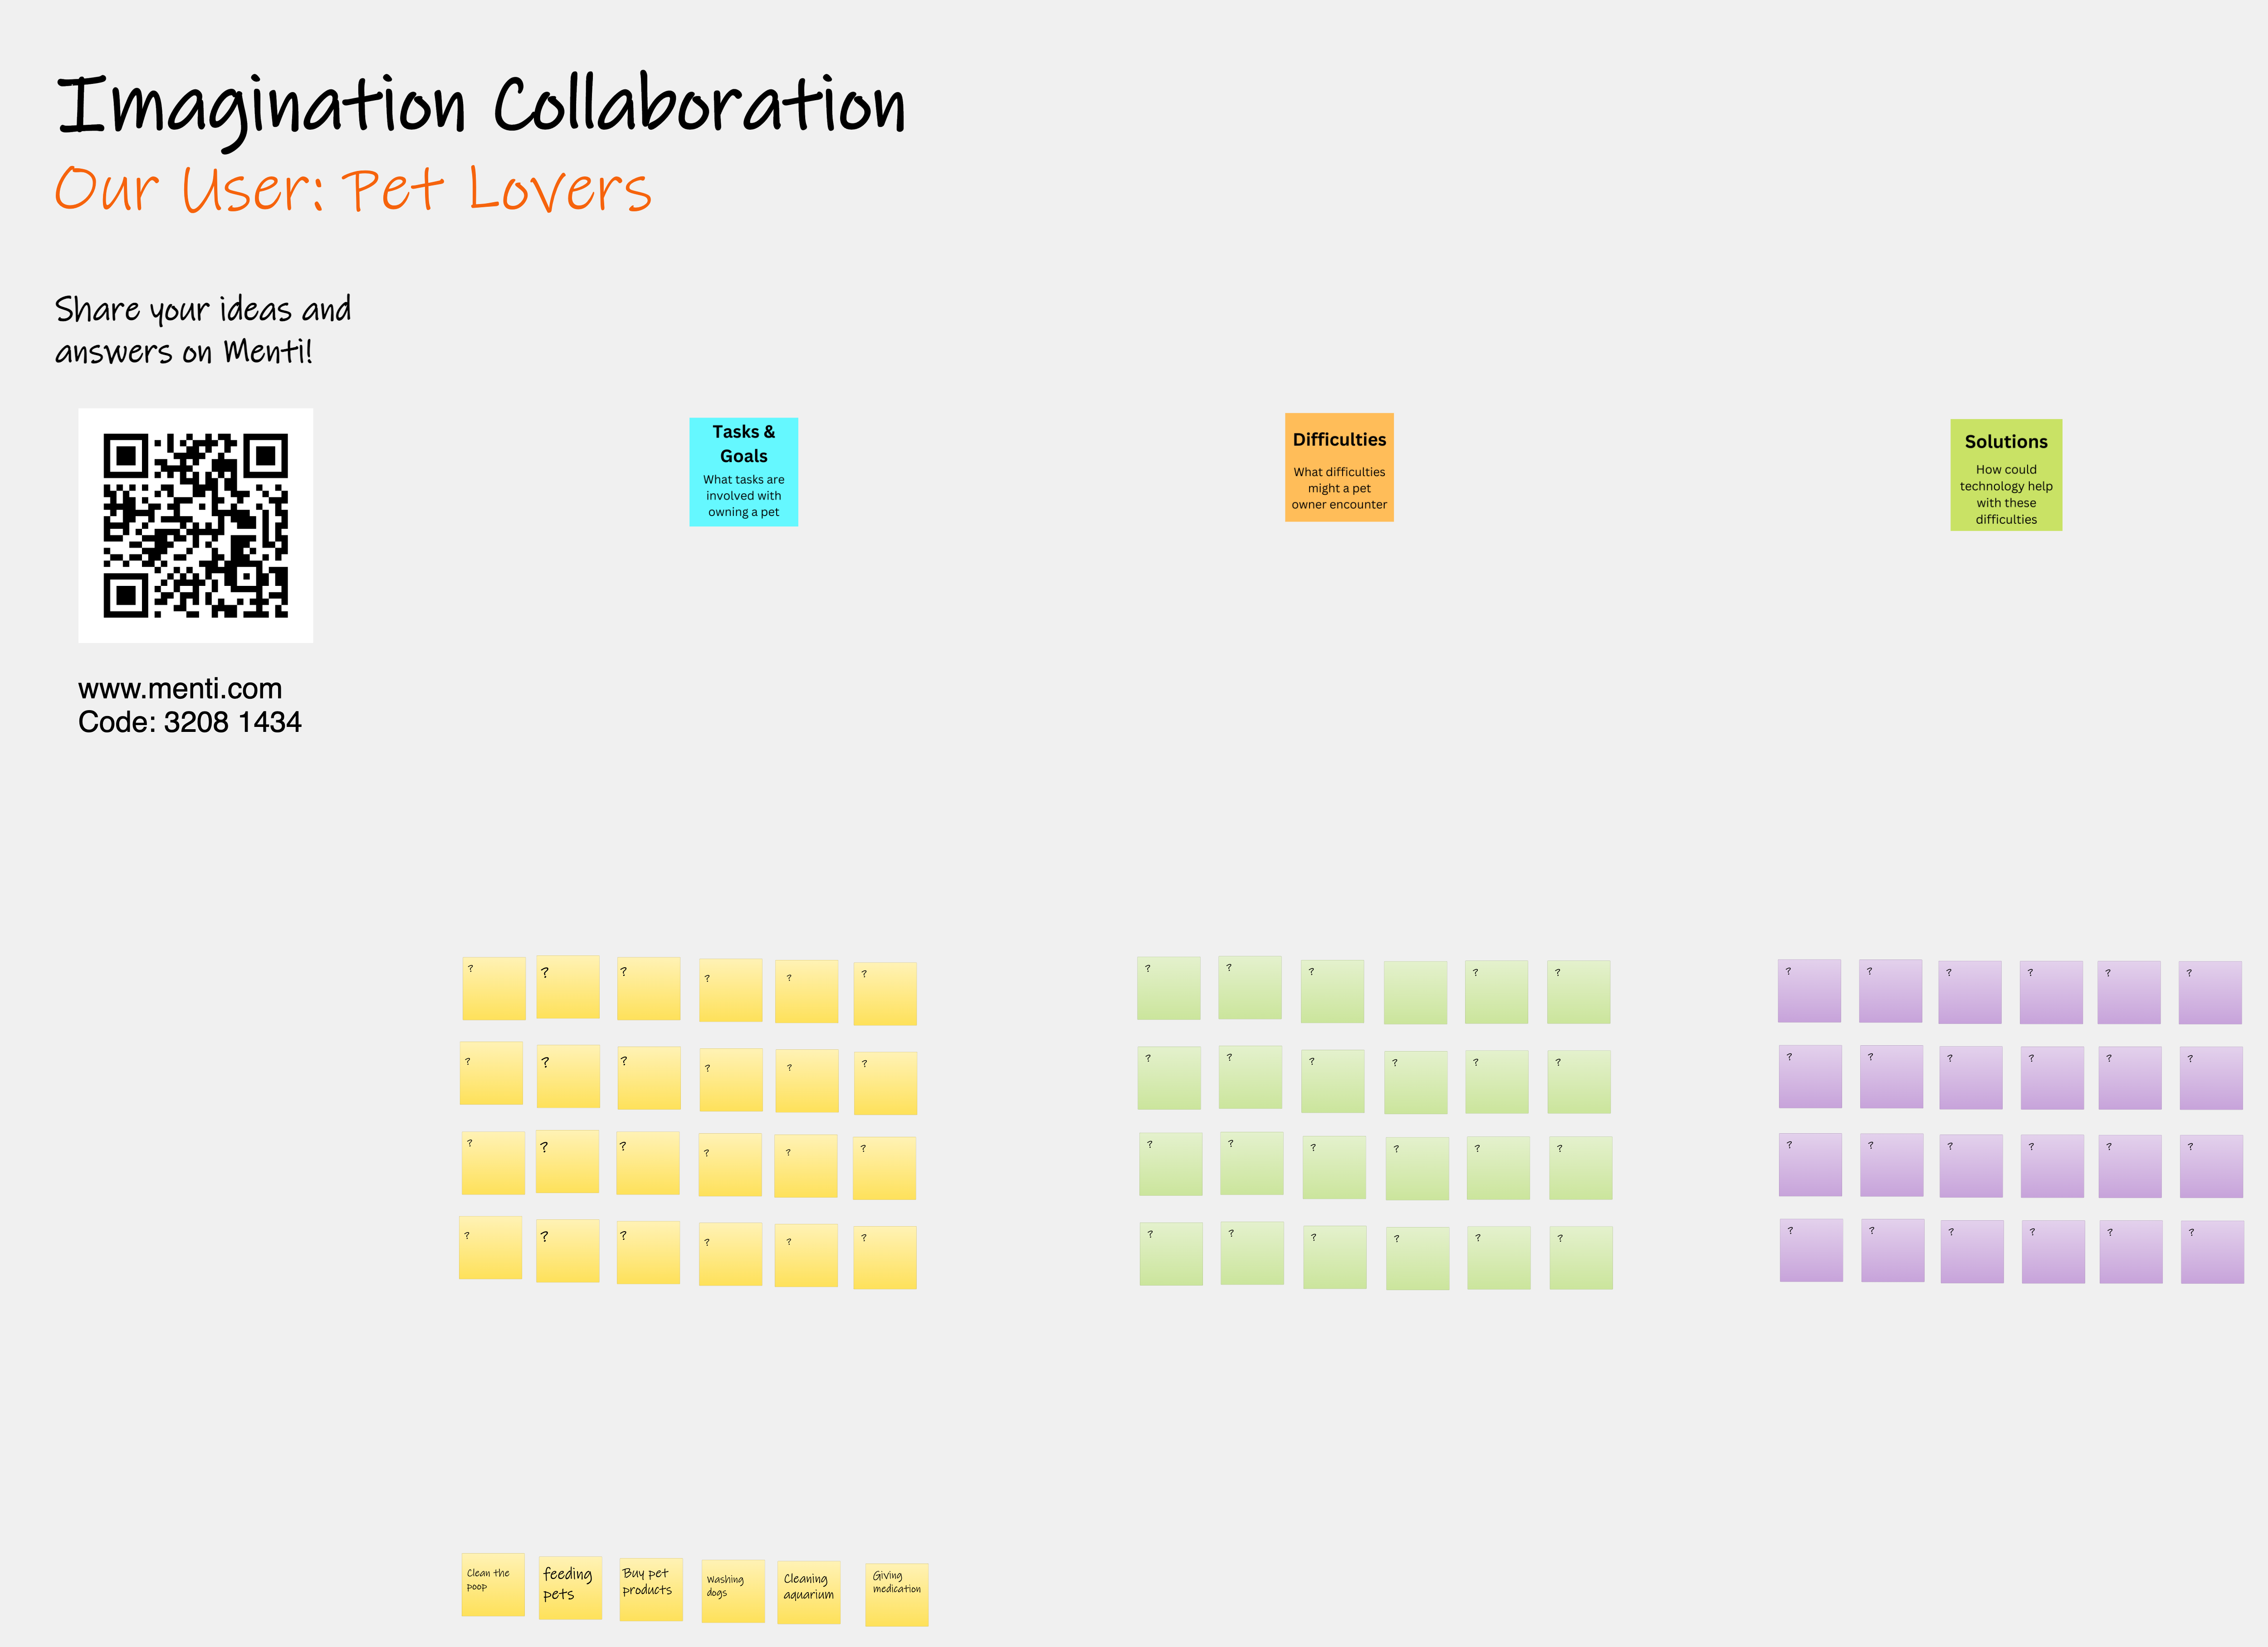 Imagination Collaboration
Our User: Pet Lovers
Share your ideas and
answers on Menti!
www.menti.com
Code: 3208 1434
Tasks &
Goals
What tasks are
involved with
owning a pet
Difficulties
What difficulties
might a pet
owner encounter
Solutions
How could
technology help
with these
difficulties
? ? ? ? ? ?
? ? ? ? ?
? ? ? ? ? ?
? ? ? ? ? ?
? ? ? ? ? ?
? ? ? ? ? ?
? ? ? ? ? ?
? ? ? ? ? ?
? ? ? ? ? ?
? ? ? ? ? ?
? ? ? ? ? ?
? ? ? ? ? ?
Clean the
poop
feeding
pets
Buy pet
products
Washing
dogs
Cleaning
aquarium
Giving
medication